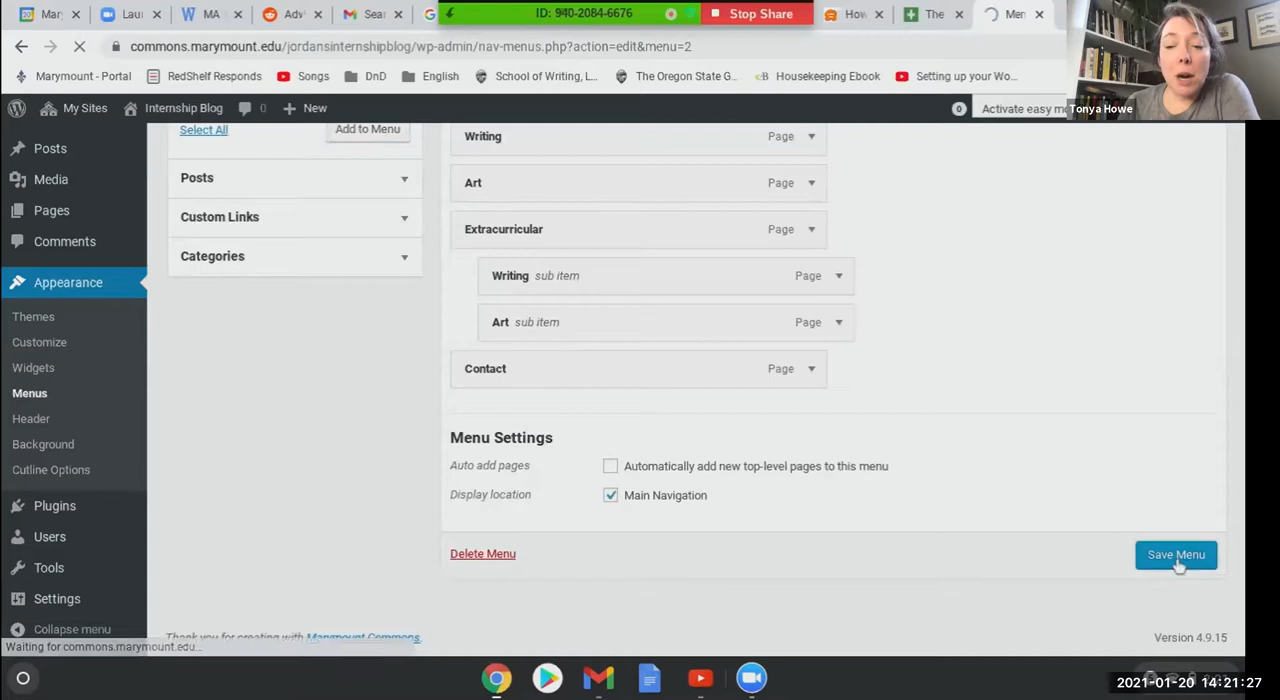 Mary
Laun
MA
Adv
Sear
ID: 940-2084-6676
Stop Share
How
The
Men
commons.marymount.edu/jordansinternshipblog/wp-admin/nav-menus.php?action=edit&menu=2
Marymount - Portal
RedShelf Responds
Songs
DnD
English
School of Writing, L...
The Oregon State G...
Housekeeping Ebook
Setting up your Wo...
Tonya Howe
My Sites
Internship Blog
0
New
0
Activate easy mo
Posts
Media
Pages
Comments
Appearance
Themes
Customize
Widgets
Menus
Header
Background
Cutline Options
Plugins
Users
Tools
Settings
Collapse menu
Select All
Add to Menu
Posts
Custom Links
Categories
Writing Page
Art Page
Extracurricular Page
Writing sub item Page
Art sub item Page
Contact Page
Menu Settings
Auto add pages Automatically add new top-level pages to this menu
Display location Main Navigation
Delete Menu
Save Menu
Thank you for creating with Marymount Commons.
Version 4.9.15
Waiting for commons.marymount.edu...
2021-01-20 14:21:27